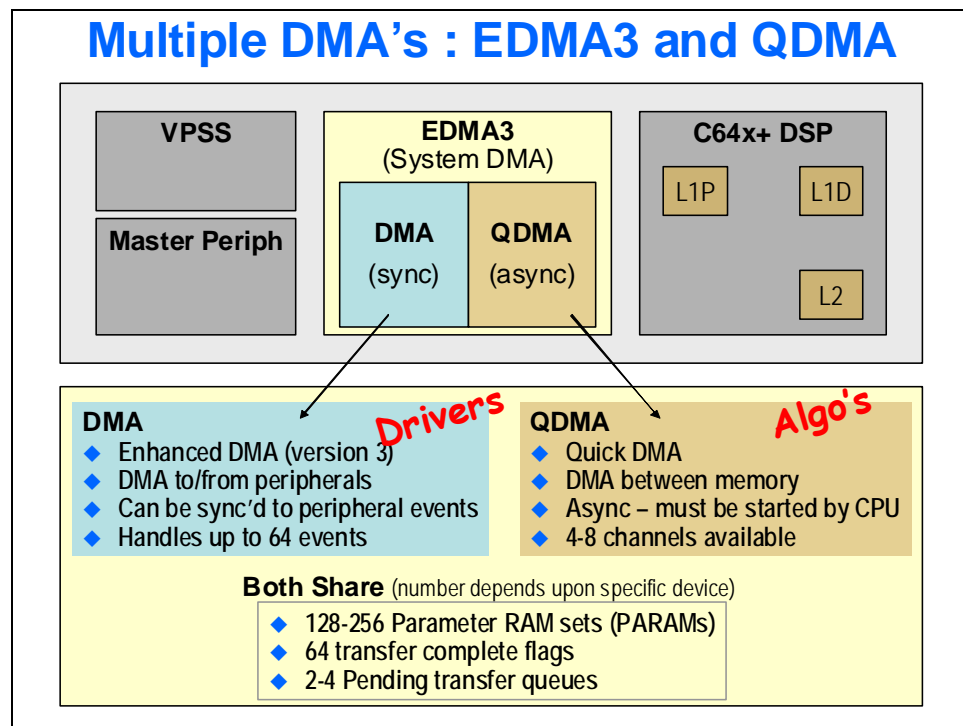 Multiple DMA's : EDMA3 and QDMA
VPSS
Master Periph
EDMA3
(System DMA)
DMA
(sync)
QDMA
(async)
C64x+ DSP
L1P
L1D
L2
DMA
Drivers
◆ Enhanced DMA (version 3)
◆ DMA to/from peripherals
◆ Can be sync’d to peripheral events
◆ Handles up to 64 events
QDMA
Algo's
◆ Quick DMA
◆ DMA between memory
◆ Async – must be started by CPU
◆ 4-8 channels available
Both Share (number depends upon specific device)
◆ 128-256 Parameter RAM sets (PARAMs)
◆ 64 transfer complete flags
◆ 2-4 Pending transfer queues